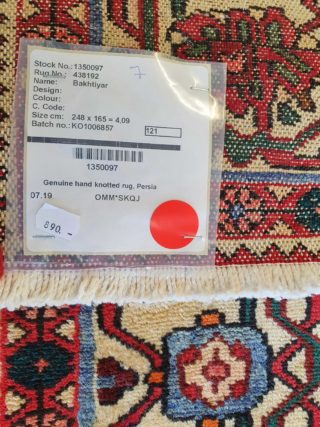 Stock No.: 1350097
Rug No.: 438192
Name: Bakhtiyar
Design:
Colour:
C. Code:
Size cm: 248 x 165 = 4,09
Batch no.: KO1006857
121
7
1350097
Genuine hand knotted rug, Persia
07.19 OMM*SKQJ
890.-